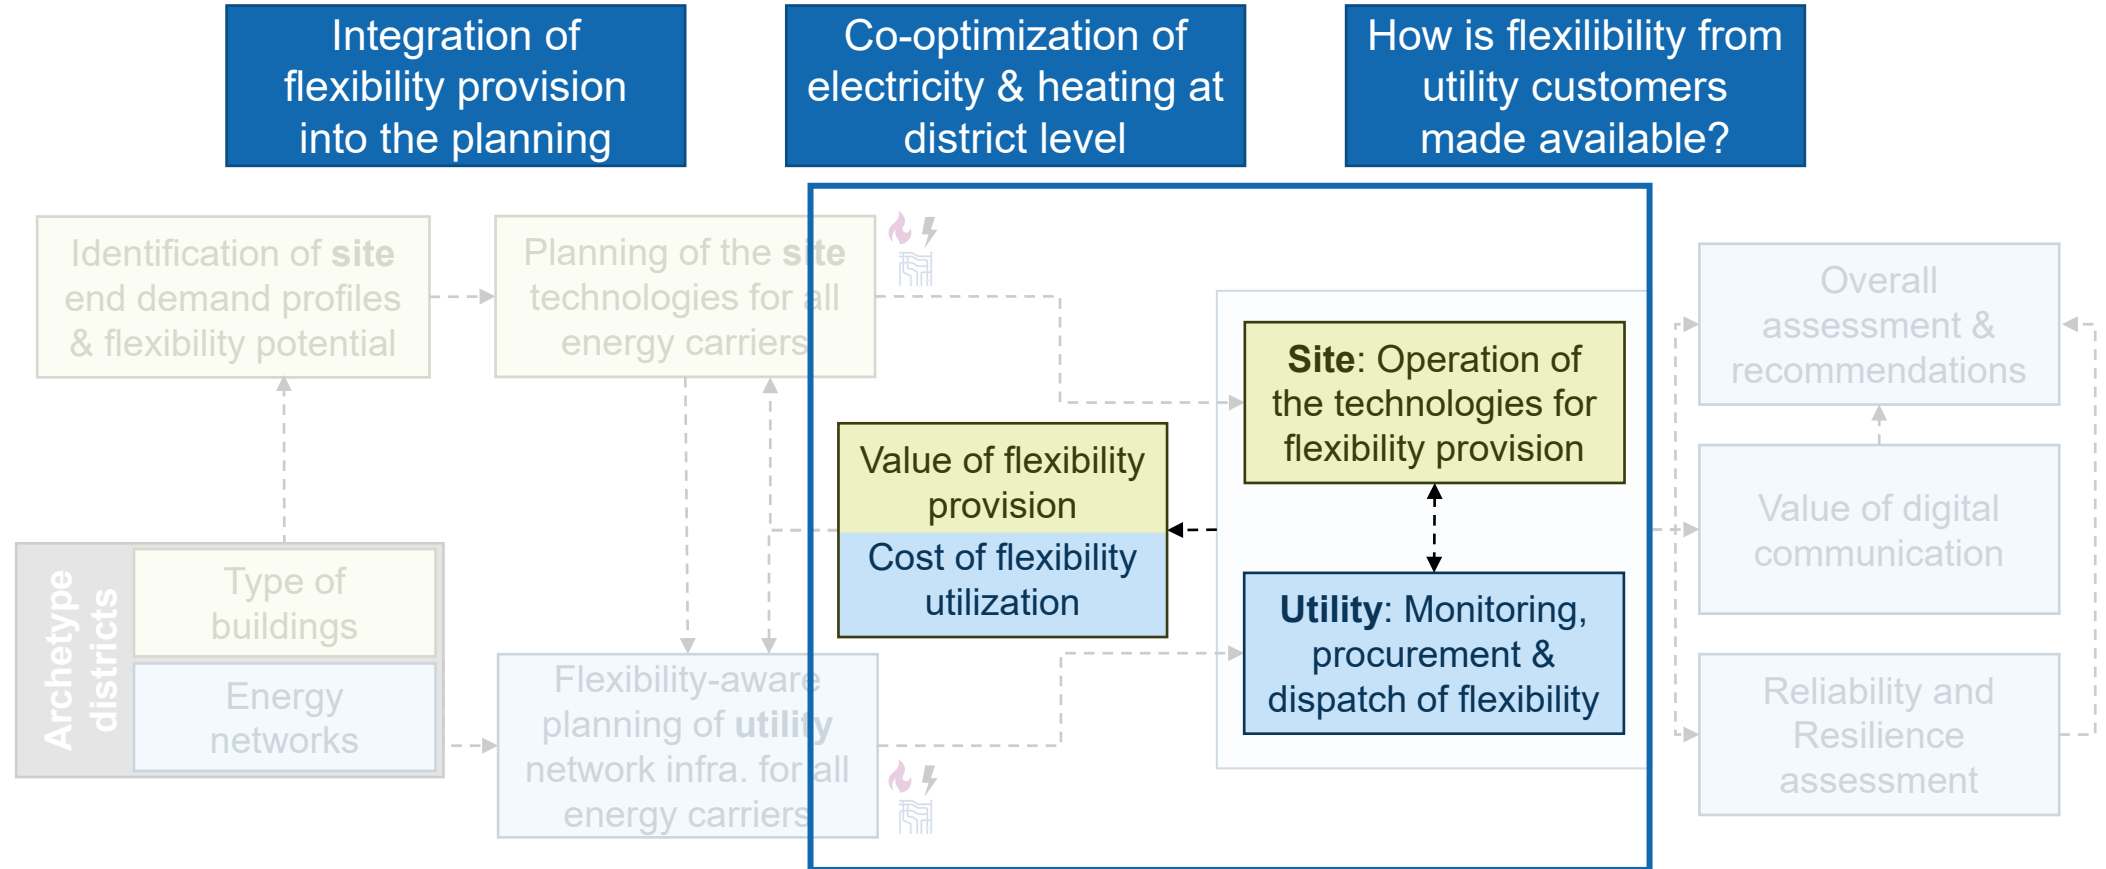 Integration of
flexibility provision
into the planning
Co-optimization of
electricity & heating at
district level
How is flexilibility from
utility customers
made available?
Identification of site
end demand profiles
& flexibility potential
Planning of the site
technologies for all
energy carriers
Site: Operation of
the technologies for
flexibility provision
Overall
assessment &
recommendations
Value of flexibility
provision
Cost of flexibility
utilization
Value of digital
communication
Archetype
districts
Type of
buildings
Energy
networks
Flexibility-aware
planning of utility
network infra. for all
energy carriers
Utility: Monitoring,
procurement &
dispatch of flexibility
Reliability and
Resilience
assessment